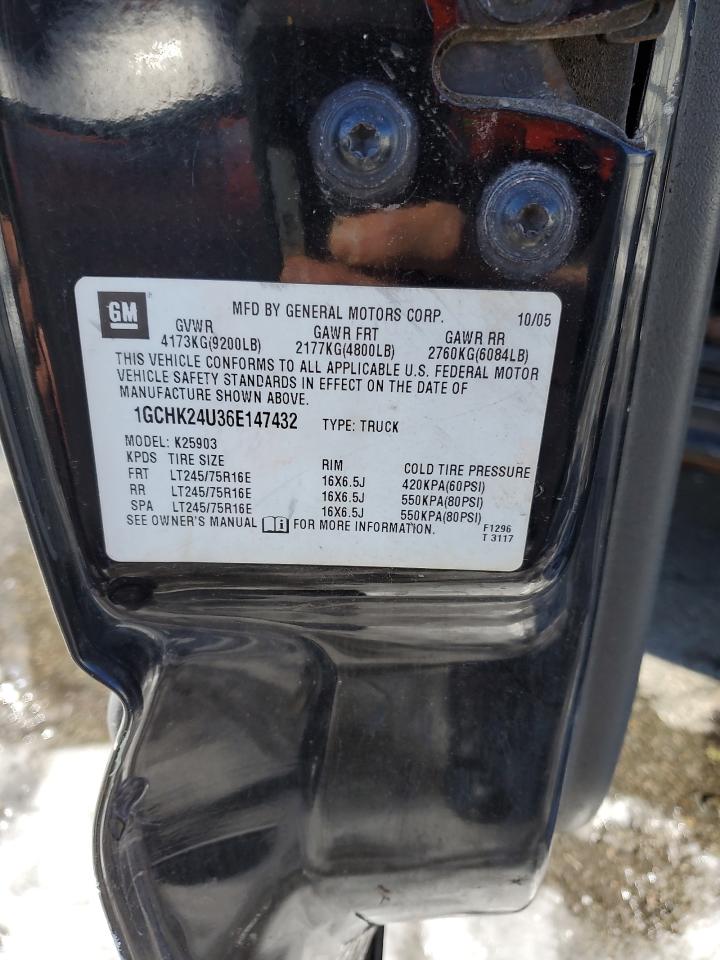 GM
MFD BY GENERAL MOTORS CORP. 10/05
GVWR GAWR FRT GAWR RR
4173KG(9200LB) 2177KG(4800LB) 2760KG(6084LB)
THIS VEHICLE CONFORMS TO ALL APPLICABLE U.S. FEDERAL MOTOR
VEHICLE SAFETY STANDARDS IN EFFECT ON THE DATE OF
MANUFACTURE SHOWN ABOVE.
1GCHK24U36E147432 TYPE: TRUCK
MODEL: K25903
KPDS TIRE SIZE RIM COLD TIRE PRESSURE
FRT LT245/75R16E 16X6.5J 420KPA(60PSI)
RR LT245/75R16E 16X6.5J 550KPA(80PSI)
SPA LT245/75R16E 16X6.5J 550KPA(80PSI)
SEE OWNER'S MANUAL FOR MORE INFORMATION. F1296
T 3117